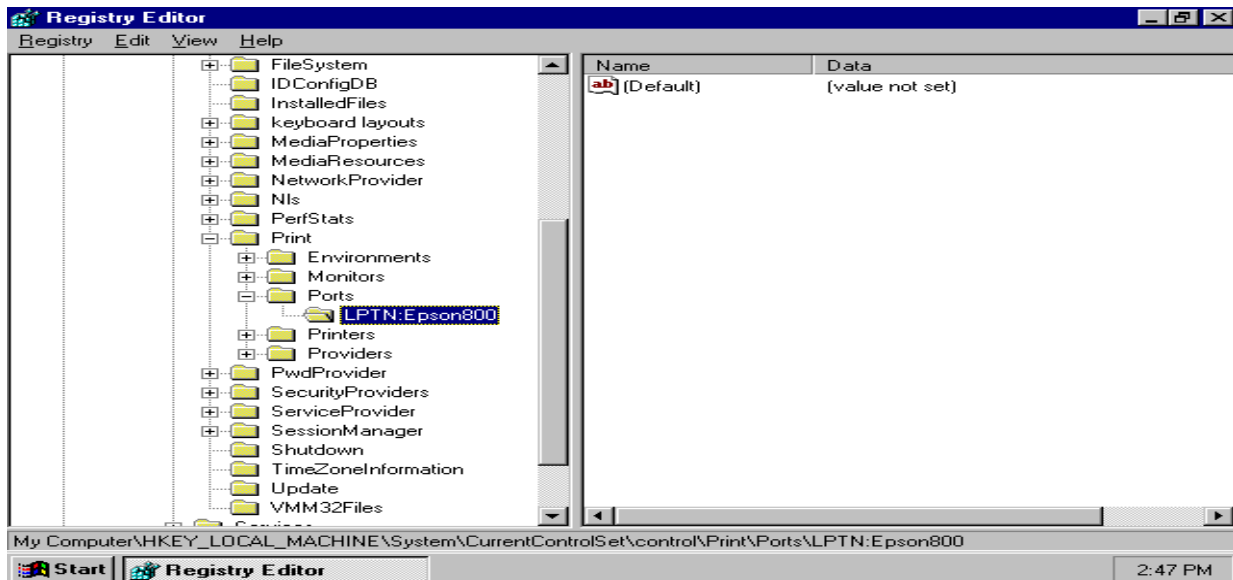 Registry Editor
Registry Edit View Help
FileSystem
IDConfigDB
InstalledFiles
keyboard layouts
MediaProperties
MediaResources
NetworkProvider
Nls
PerfStats
Print
Environments
Monitors
Ports
LPTN:Epson800
Printers
Providers
PwdProvider
SecurityProviders
ServiceProvider
SessionManager
Shutdown
TimeZoneInformation
Update
VMM32Files
Name Data
ab (Default) (value not set)
My Computer\HKEY_LOCAL_MACHINE\System\CurrentControlSet\control\Print\Ports\LPTN:Epson800
Start Registry Editor 2:47 PM